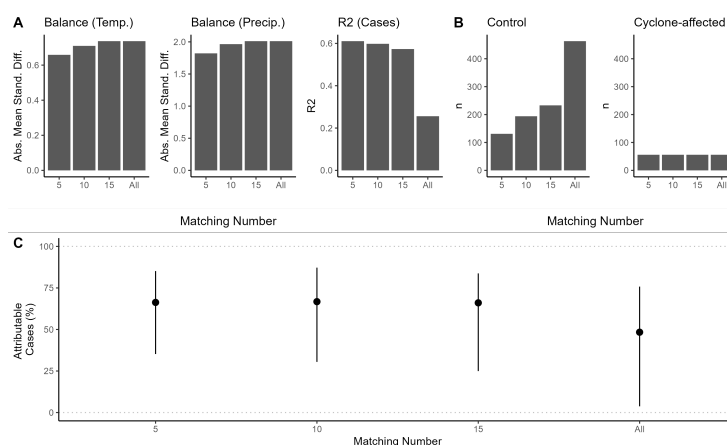 A Balance (Temp.) Balance (Precip.) R2 (Cases) B Control Cyclone-affected
Abs. Mean Stand. Diff.
0.6
0.4
0.2
0.0
5 10 15 All
Abs. Mean Stand. Diff.
2.0
1.5
1.0
0.5
0.0
5 10 15 All
R2
0.6
0.4
0.2
0.0
5 10 15 All
n
400
300
200
100
0
5 10 15 All
n
400
300
200
100
0
5 10 15 All
Matching Number Matching Number
C
Attributable
Cases (%)
100
75
50
25
0
5 10 15 All
Matching Number